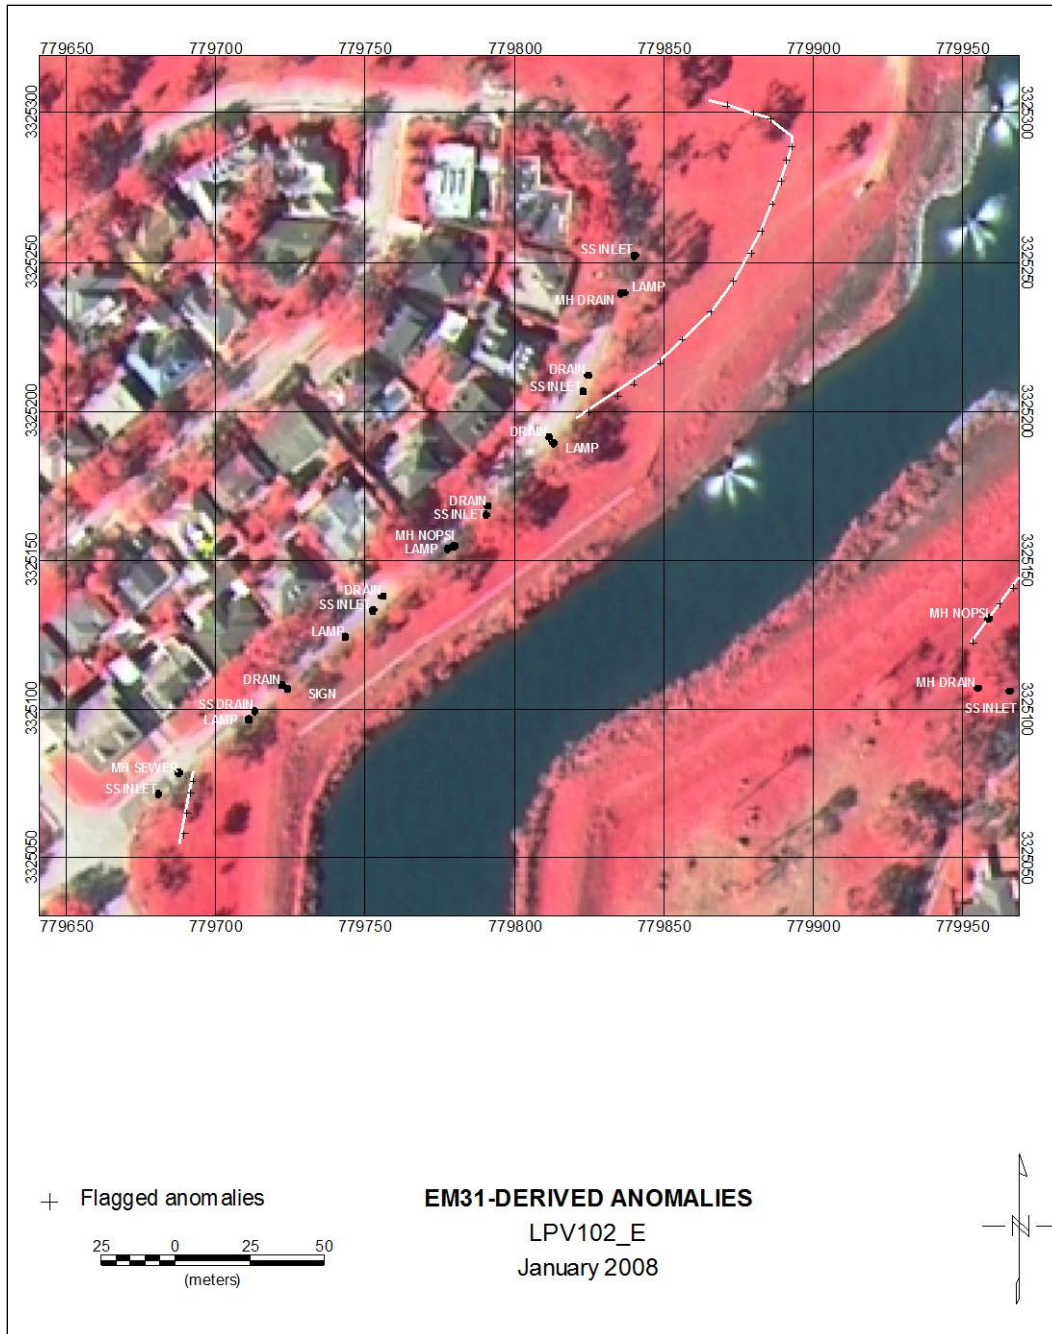 779650 779700 779750 779800 779850 779900 779950
3325300 3325300
SS INLET
3325250 3325250
LAMP
MH DRAIN
DRAIN
SS INLET
3325200 3325200
DRAIN
LAMP
DRAIN
SS INLET
MH NOPSI
LAMP
3325150 3325150
DRAIN
SS INLET
MH NOPSI
LAMP
DRAIN
MH DRAIN
SIGN
SS DRAIN
SS INLET
LAMP
3325100 3325100
MH SEWER
SS INLET
3325050 3325050
779650 779700 779750 779800 779850 779900 779950
Flagged anomalies
25 0 25 50
(meters)
EM31-DERIVED ANOMALIES
LPV102_E
January 2008
N